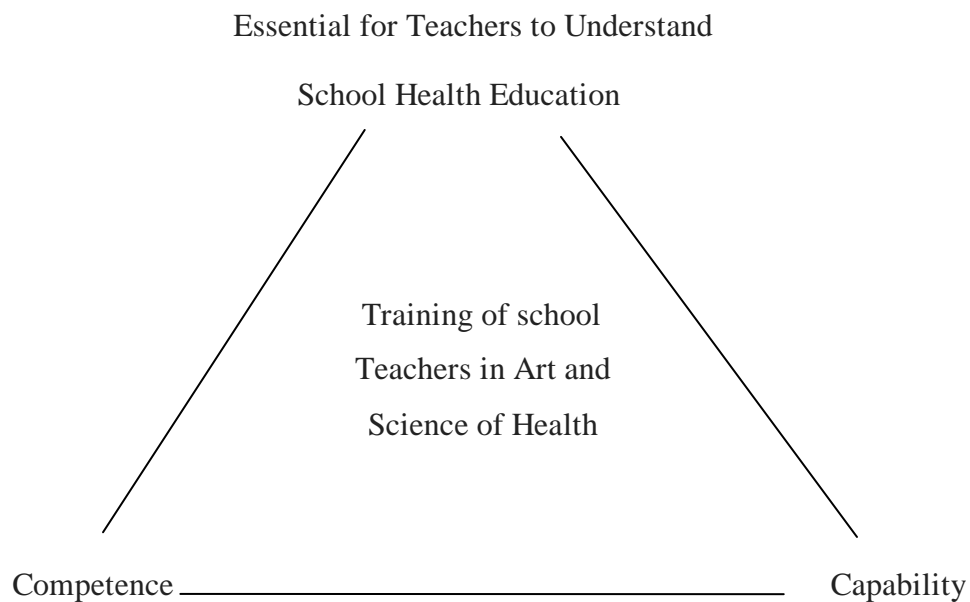 Essential for Teachers to Understand
School Health Education
Training of school
Teachers in Art and
Science of Health
Competence
Capability